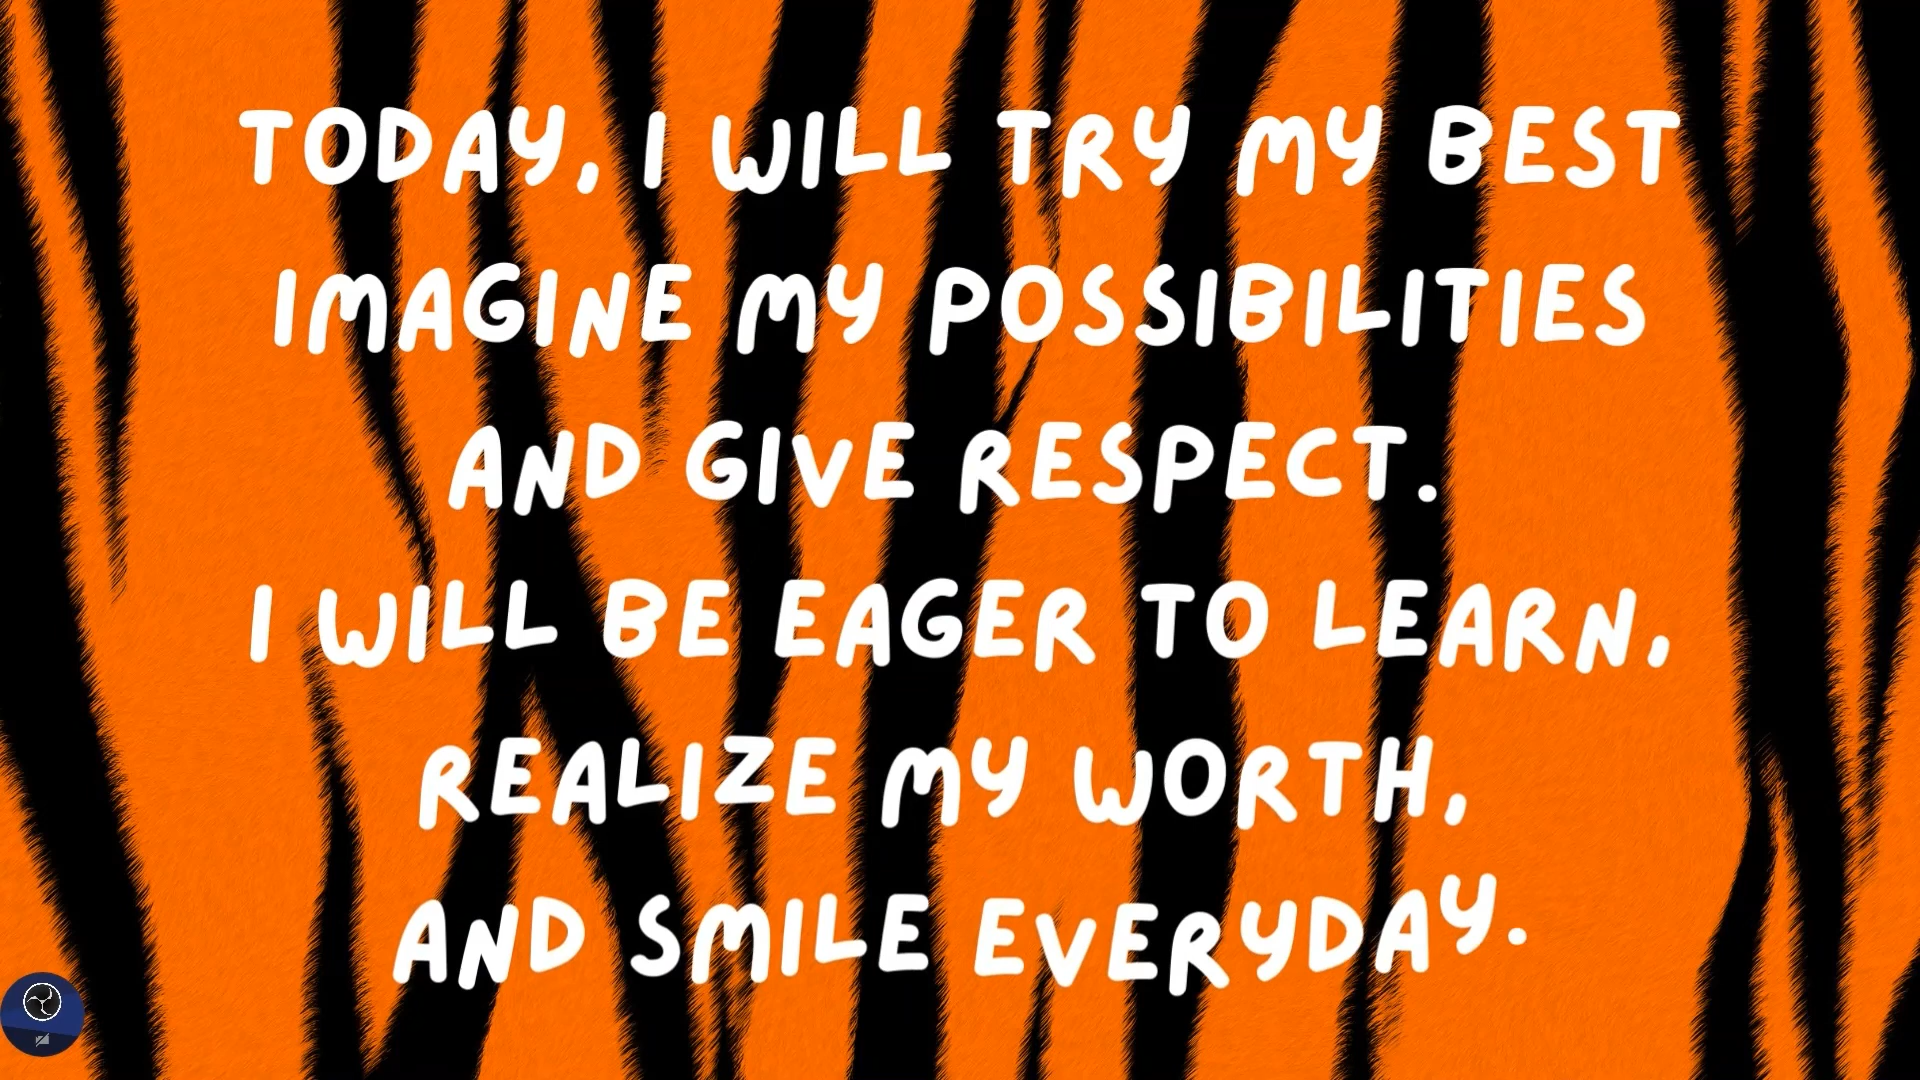 TODAY, I WILL TRY MY BEST
IMAGINE MY POSSIBILITIES
AND GIVE RESPECT.
I WILL BE EAGER TO LEARN,
REALIZE MY WORTH,
AND SMILE EVERYDAY.